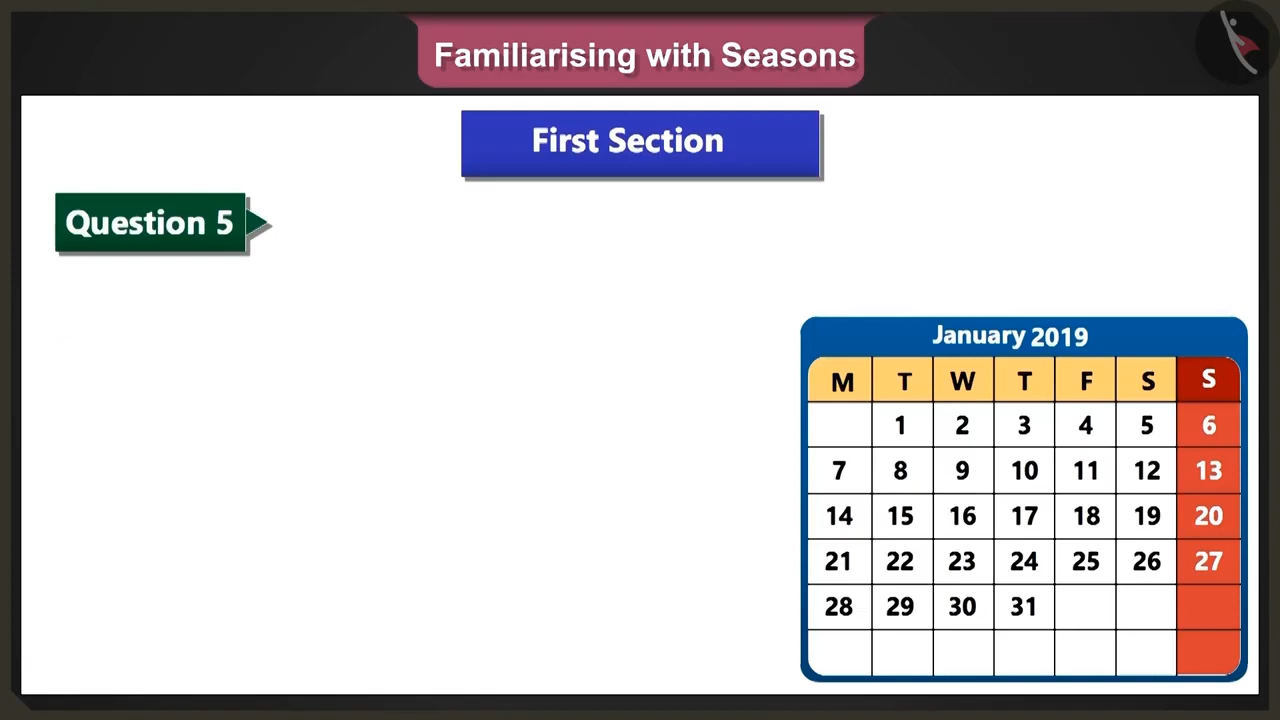 Familiarising with Seasons
First Section
Question 5
January 2019
M T W T F S S
1 2 3 4 5 6
7 8 9 10 11 12 13
14 15 16 17 18 19 20
21 22 23 24 25 26 27
28 29 30 31